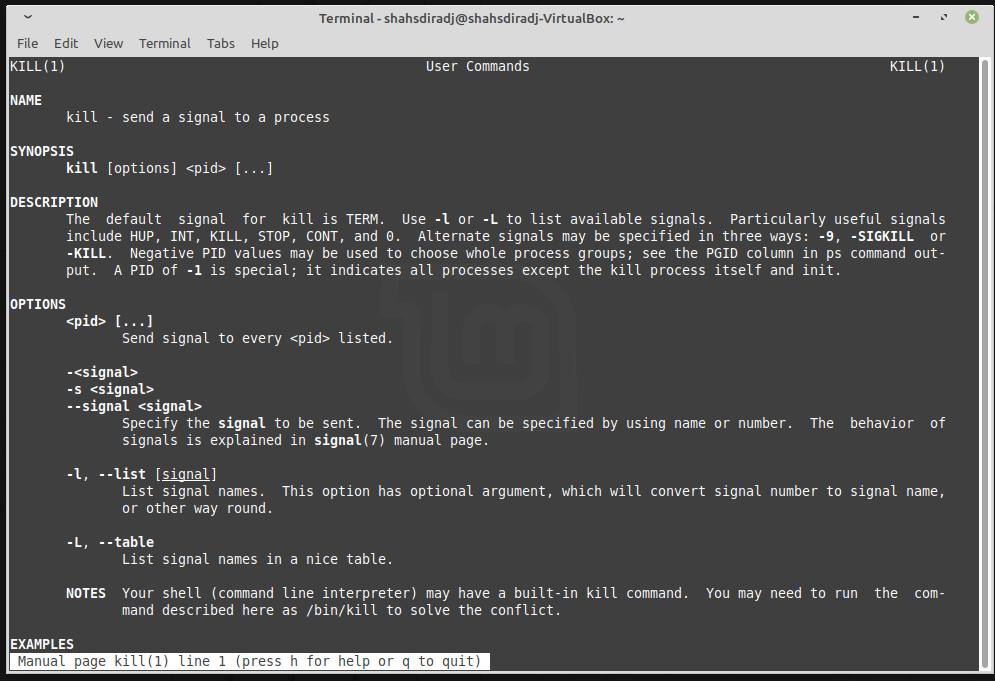 Terminal - shahsdiradj@shahsdiradj-VirtualBox: ~
File Edit View Terminal Tabs Help
KILL(1) User Commands KILL(1)
NAME
kill - send a signal to a process
SYNOPSIS
kill [options] <pid> [...]
DESCRIPTION
The default signal for kill is TERM. Use -l or -L to list available signals. Particularly useful signals
include HUP, INT, KILL, STOP, CONT, and 0. Alternate signals may be specified in three ways: -9, -SIGKILL or
-KILL. Negative PID values may be used to choose whole process groups; see the PGID column in ps command out-
put. A PID of -1 is special; it indicates all processes except the kill process itself and init.
OPTIONS
<pid> [...]
Send signal to every <pid> listed.
-<signal>
-s <signal>
--signal <signal>
Specify the signal to be sent. The signal can be specified by using name or number. The behavior of
signals is explained in signal(7) manual page.
-l, --list [signal]
List signal names. This option has optional argument, which will convert signal number to signal name,
or other way round.
-L, --table
List signal names in a nice table.
NOTES Your shell (command line interpreter) may have a built-in kill command. You may need to run the com-
mand described here as /bin/kill to solve the conflict.
EXAMPLES
Manual page kill(1) line 1 (press h for help or q to quit)